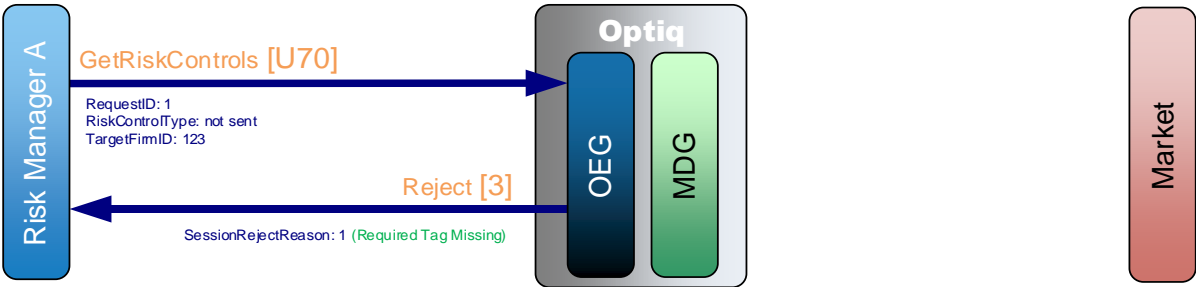 Risk Manager A
GetRiskControls [U70]
RequestID: 1
RiskControlType: not sent
TargetFirmID: 123
Reject [3]
SessionRejectReason: 1 (Required Tag Missing)
Optiq
OEG
MDG
Market